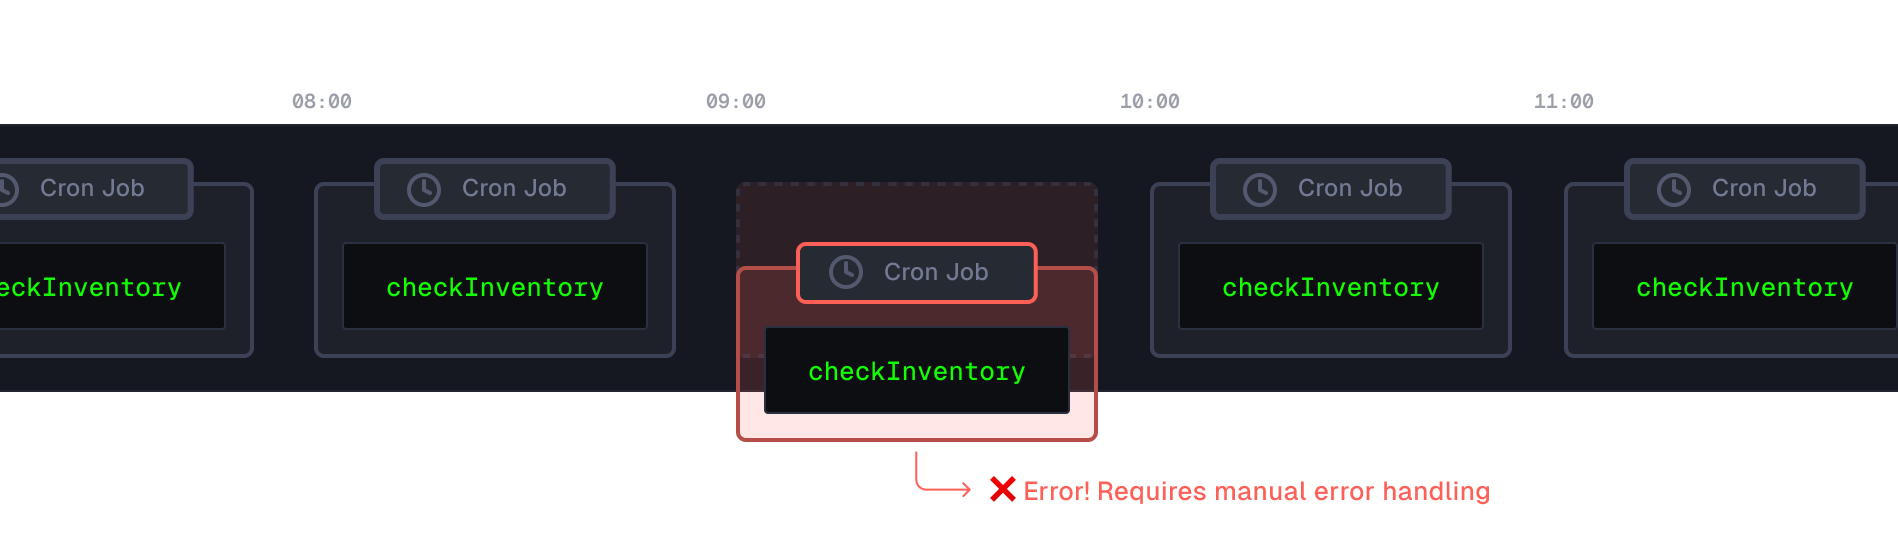 08:00
09:00
10:00
11:00
Cron Job
eckInventory
Cron Job
checkInventory
Cron Job
checkInventory
Cron Job
checkInventory
Cron Job
checkInventory
❌ Error! Requires manual error handling